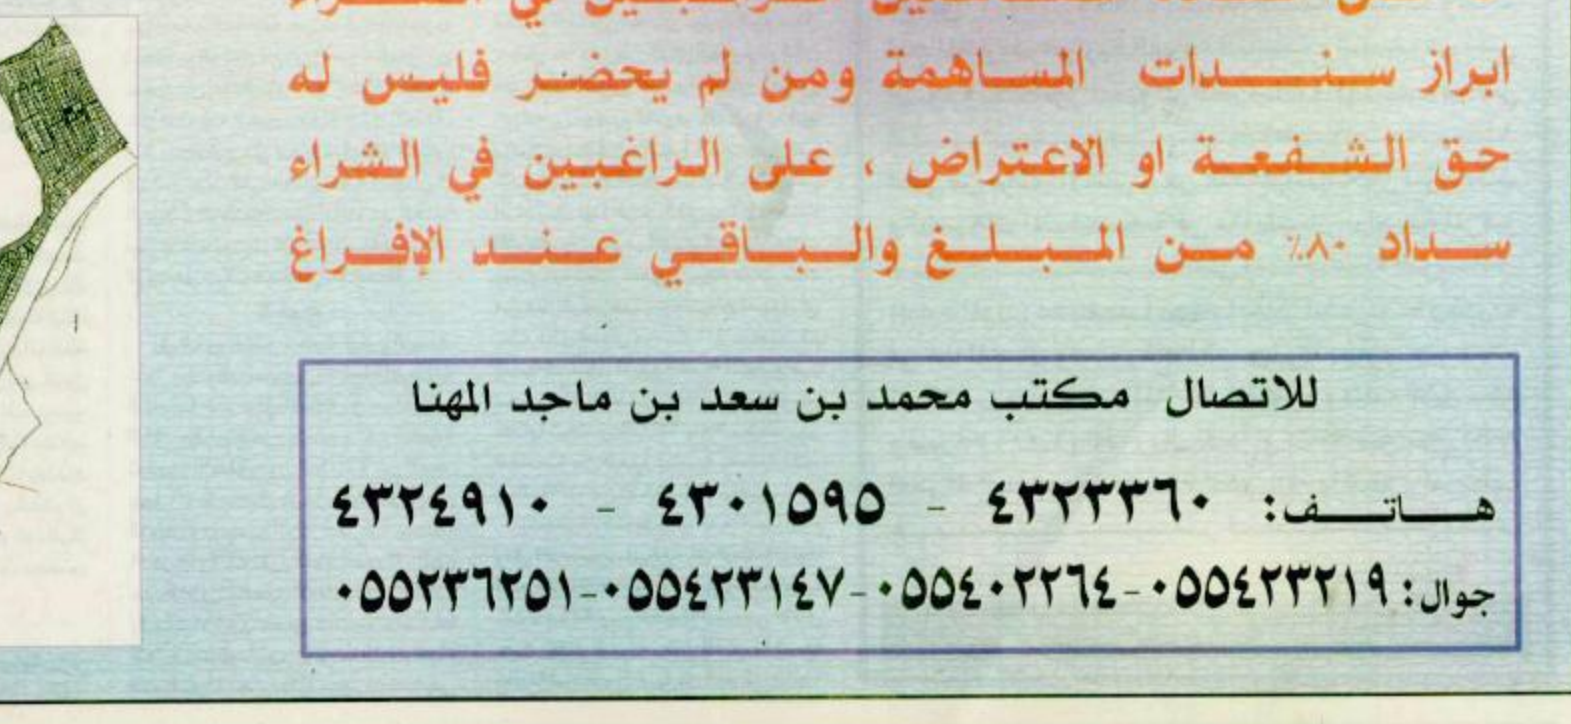 ابراز سندات المساهمة ومن لم يحضر فليس له
حق الشفعة او الاعتراض ، على الراغبين في الشراء
سداد ٨٠٪ من المبلغ والباقي عند الإفراغ
للاتصال مكتب محمد بن سعد بن ماجد المهنا
هاتف: ٤٣٢٣٣٦٠ - ٤٣٠١٥٩٥ - ٤٣٢٤٩١٠
جوال: ٠٥٥٤٢٣٢١٩-٠٥٥٤٠٢٢٦٤-٠٥٥٤٢٣١٤٧-٠٥٥٢٣٦٢٥١